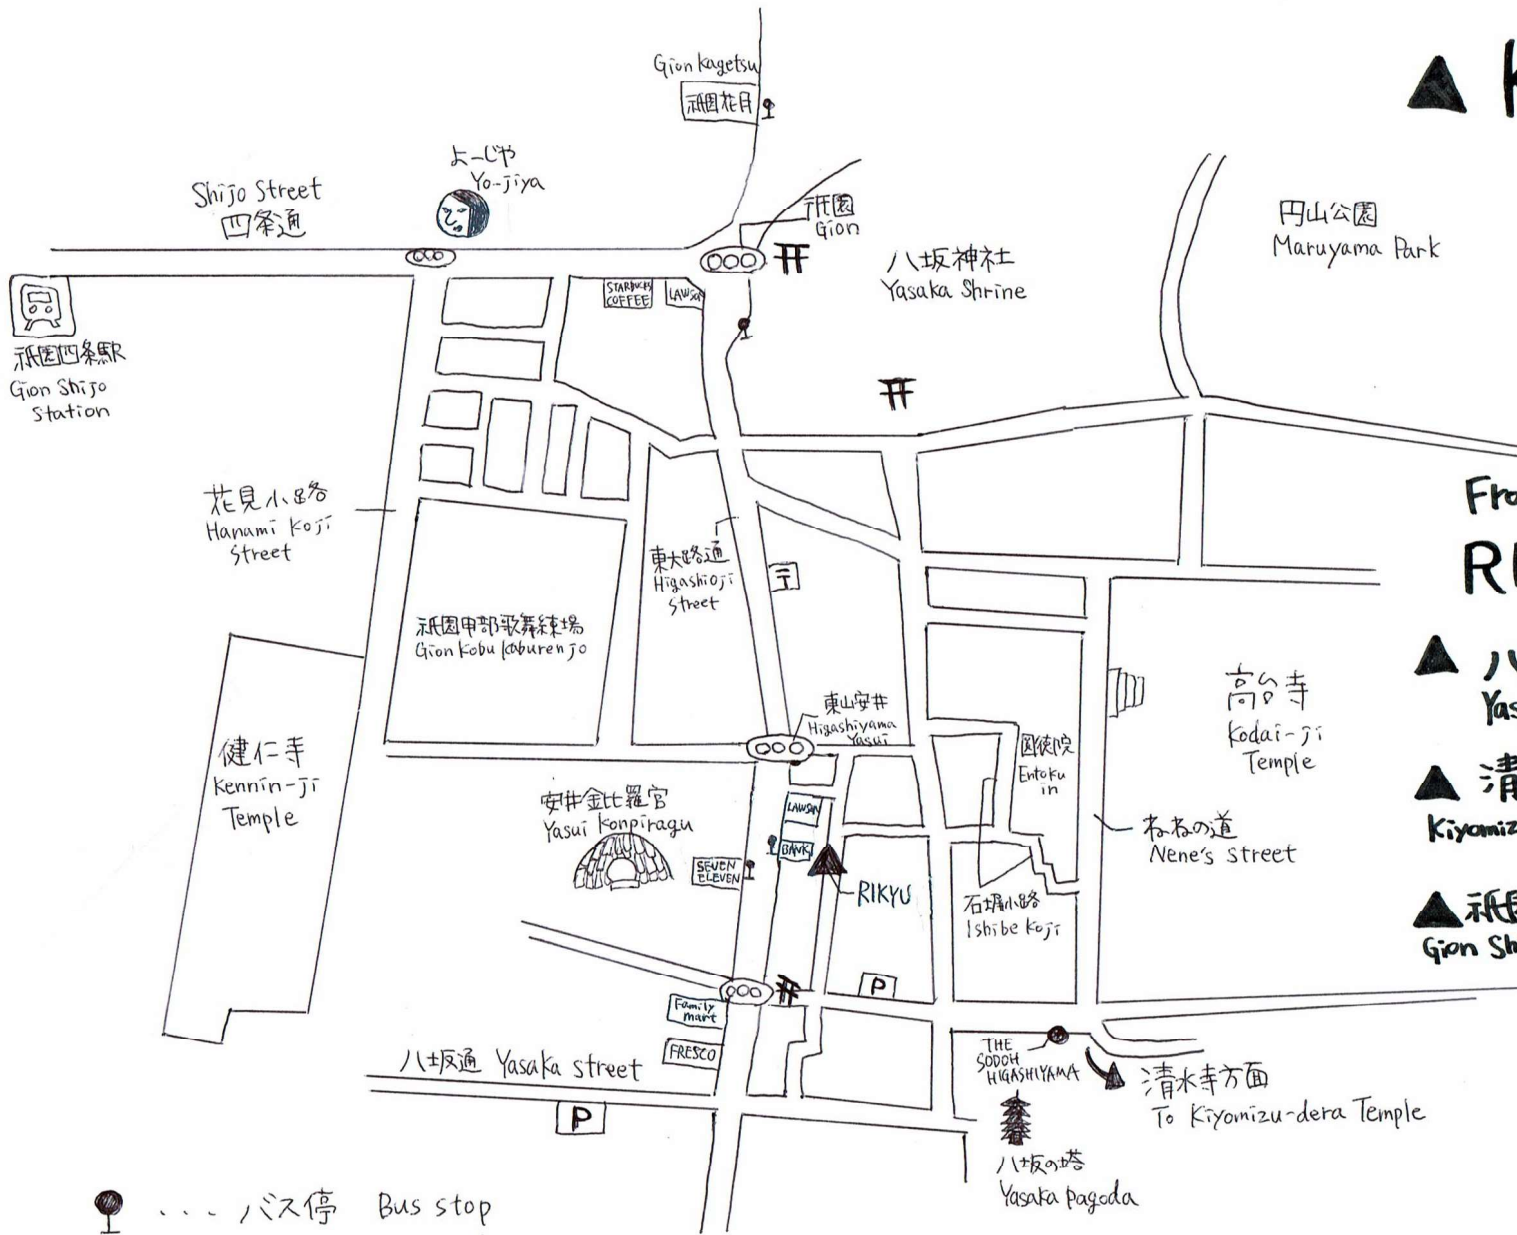 Gion Kagetsu
祇園花月
よーじや
Yo-jiya
Shijo Street
四条通
祇園
Gion
八坂神社
Yasaka Shrine
円山公園
Maruyama Park
STARBUCKS
COFFEE
LAWSON
祇園四条駅
Gion Shijo
Station
花見小路
Hanami Koji
Street
東大路通
Higashioji
Street
祇園甲部歌舞練場
Gion Kobu Kaburenjo
健仁寺
Kennin-ji
Temple
東山安井
Higashiyama
Yasui
圓徳院
Entoku
in
高台寺
Kodai-ji
Temple
安井金比羅宮
Yasui Konpiragu
LAWSON
BANK
SEVEN
ELEVEN
RIKYU
石塀小路
Ishibe Koji
ねねの道
Nene's Street
P
Family
mart
FRESCO
八坂通 Yasaka street
P
THE
SODOH
HIGASHIYAMA
清水寺方面
To Kiyomizu-dera Temple
八坂の塔
Yasaka pagoda
... バス停 Bus stop
八
清
祇園
Gion Sh